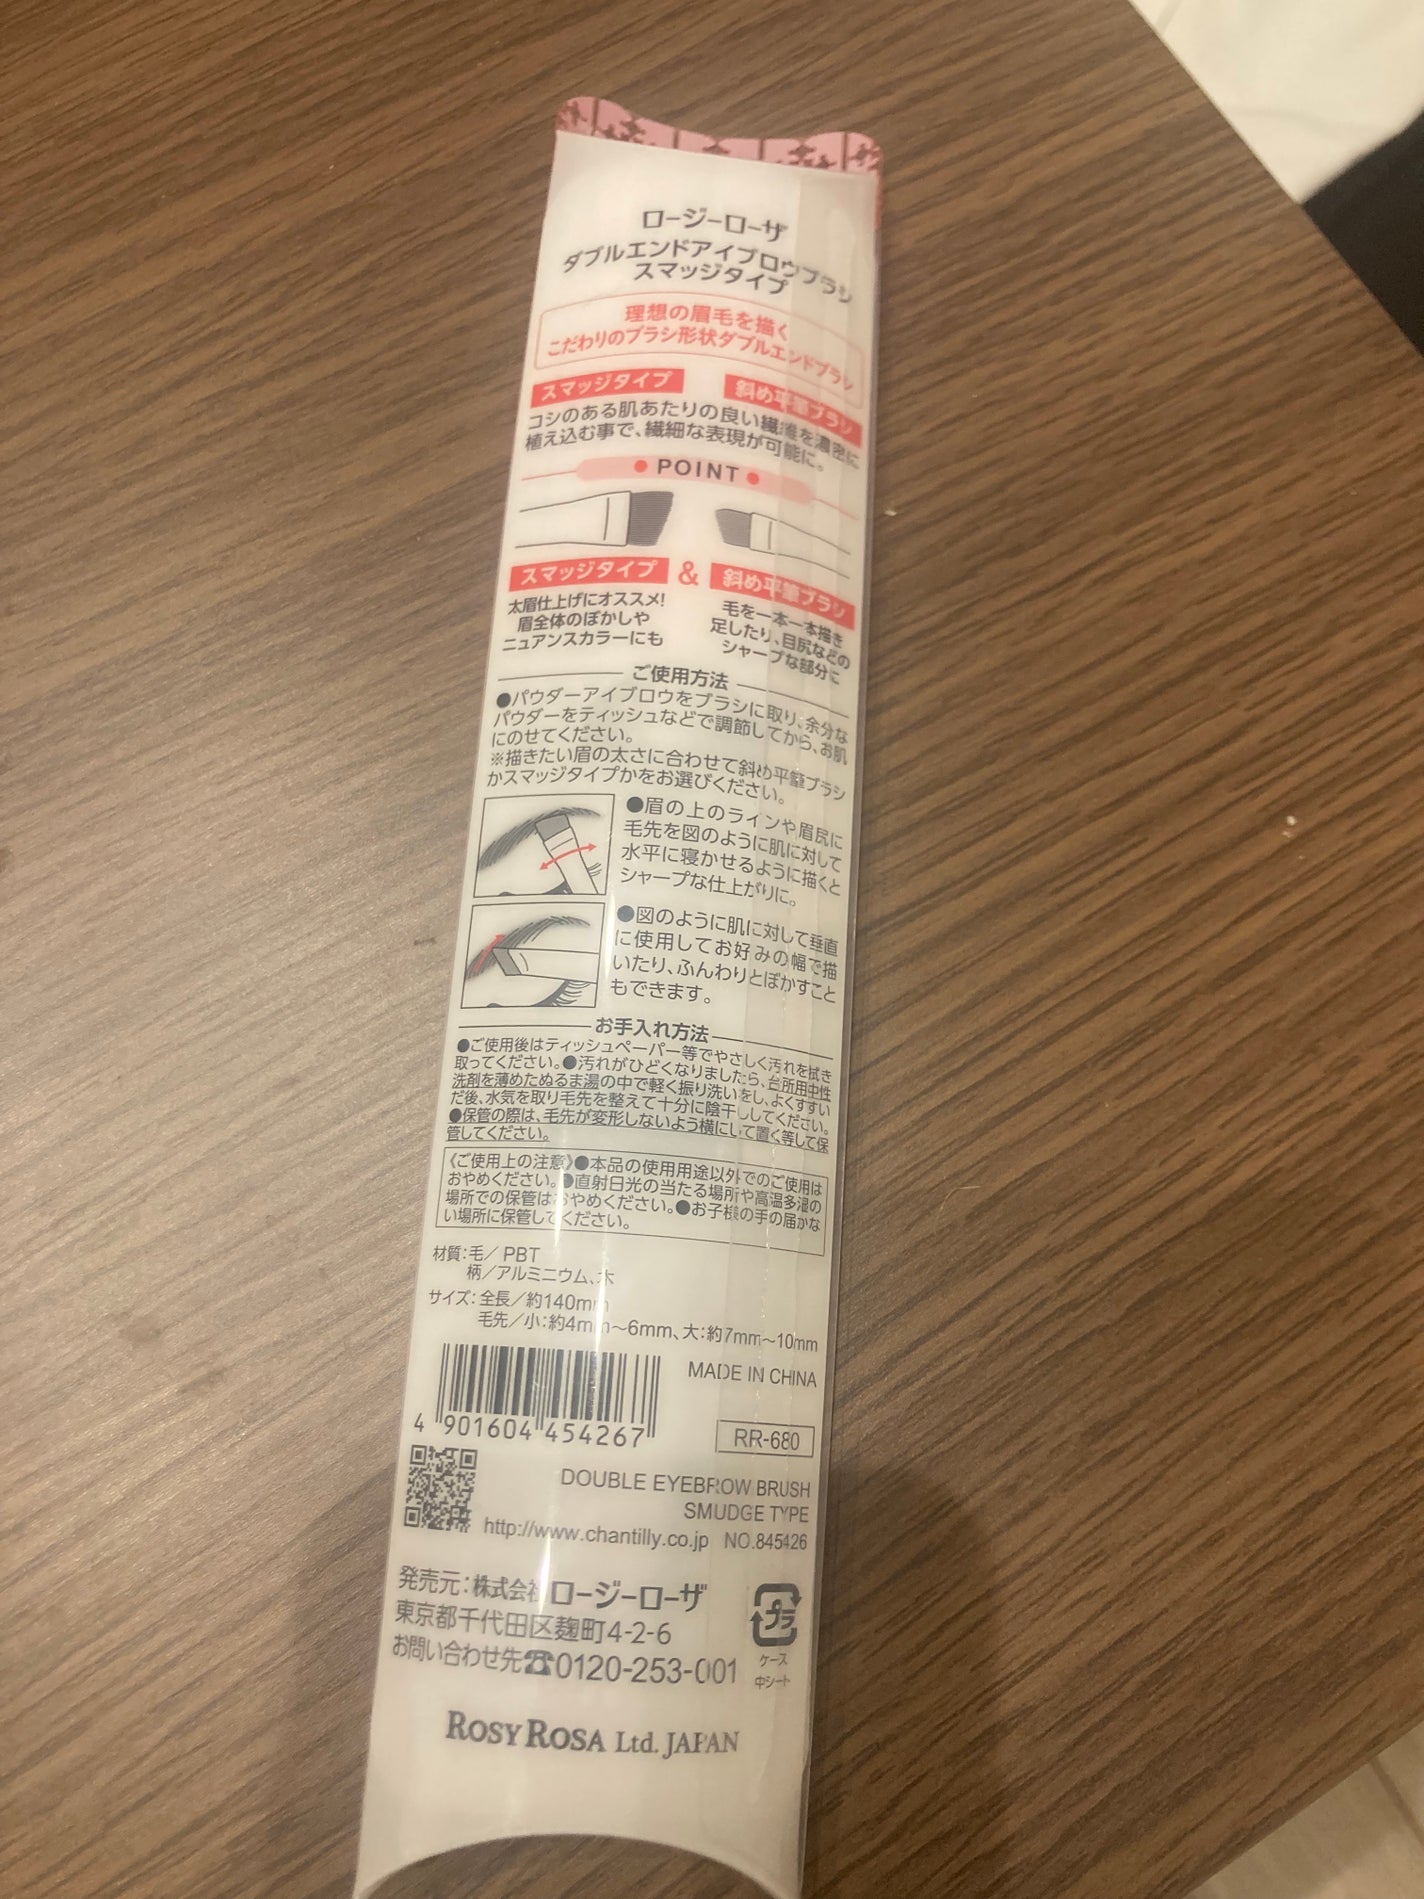 ロージーローザ
ダブルエンドアイブロウブラシ
スマッジタイプ
理想の眉毛を描く
こだわりのブラシ形状ダブルエンドブラシ
スマッジタイプ 斜め平筆ブラシ
コシのある肌あたりの良い繊維を濃密に
植え込む事で、繊細な表現が可能に。
●POINT●
スマッジタイプ & 斜め平筆ブラシ
太眉仕上げにオススメ!
眉全体のぼかしや
ニュアンスカラーにも
毛を一本一本描き
足したり、目尻などの
シャープな部分に
ご使用方法
●パウダーアイブロウをブラシに取り、余分な
パウダーをティッシュなどで調節してから、お肌
にのせてください。
※描きたい眉の太さに合わせて斜め平筆ブラシ
かスマッジタイプかをお選びください。
●眉の上のラインや眉尻に
毛先を図のように肌に対して
水平に寝かせるように描くと
シャープな仕上がりに。
●図のように肌に対して垂直
に使用してお好みの幅で描
いたり、ふんわりとぼかすこと
もできます。
お手入れ方法
●ご使用後はティッシュペーパー等でやさしく汚れを拭き
取ってください。●汚れがひどくなりましたら、台所用中性
洗剤を薄めたぬるま湯の中で軽く振り洗いをし、よくすすい
だ後、水気を取り毛先を整えて十分に陰干ししてください。
●保管の際は、毛先が変形しないよう横にして置く等して保
管してください。
《ご使用上の注意》●本品の使用用途以外でのご使用は
おやめください。●直射日光の当たる場所や高温多湿の
場所での保管はおやめください。●お子様の手の届かな
い場所に保管してください。
材質:毛/PBT
柄/アルミニウム、木
サイズ:全長/約140mm
毛先/小:約4mm~6mm、大:約7mm~10mm
MADE IN CHINA
4 901604 454267
RR-680
DOUBLE EYEBROW BRUSH
SMUDGE TYPE
http://www.chantilly.co.jp NO.845426
発売元:株式会社ロージーローザ
東京都千代田区麹町4-2-6
お問い合わせ先☎0120-253-001
プラ
ケース
中シート
ROSY ROSA Ltd. JAPAN